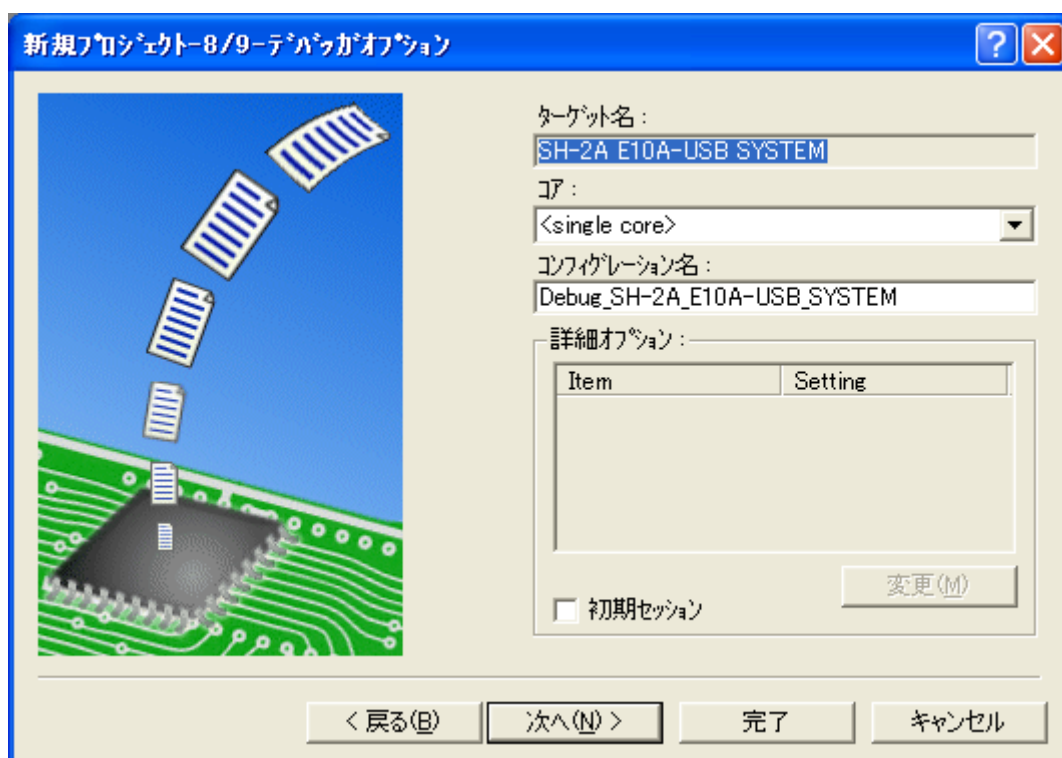 新規ﾌﾟﾛｼﾞｪｸﾄ-8/9-ﾃﾞﾊﾞｯｶﾞｵﾌﾟｼｮﾝ
ﾀｰｹﾞｯﾄ名 :
SH-2A E10A-USB SYSTEM
ｺｱ :
<single core>
ｺﾝﾌｨｸﾞﾚｰｼｮﾝ名 :
Debug_SH-2A_E10A-USB_SYSTEM
詳細ｵﾌﾟｼｮﾝ :
Item Setting
変更(M)
初期ｾｯｼｮﾝ
< 戻る(B) 次へ(N) > 完了 キャンセル